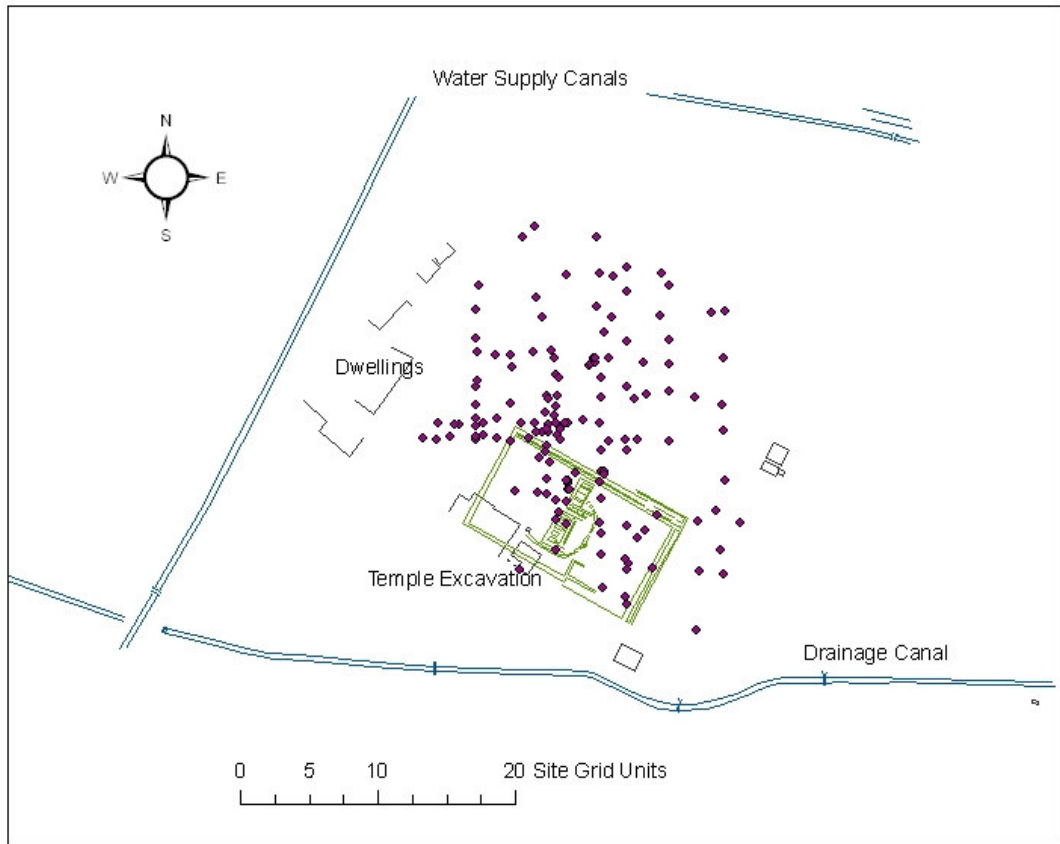 Water Supply Canals
N
W E
S
Dwellings
Temple Excavation
Drainage Canal
0 5 10 20 Site Grid Units